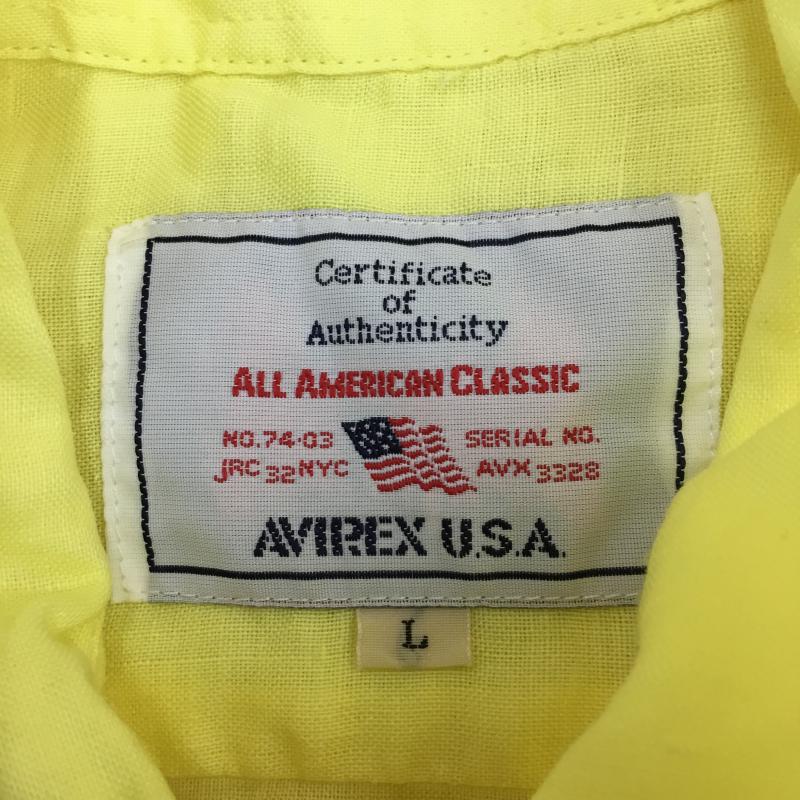 Certificate
of
Authenticity
ALL AMERICAN CLASSIC
NO.74-03 SERIAL NO.
JRC 32 NYC AVX 3328
AVIREX U.S.A.
L